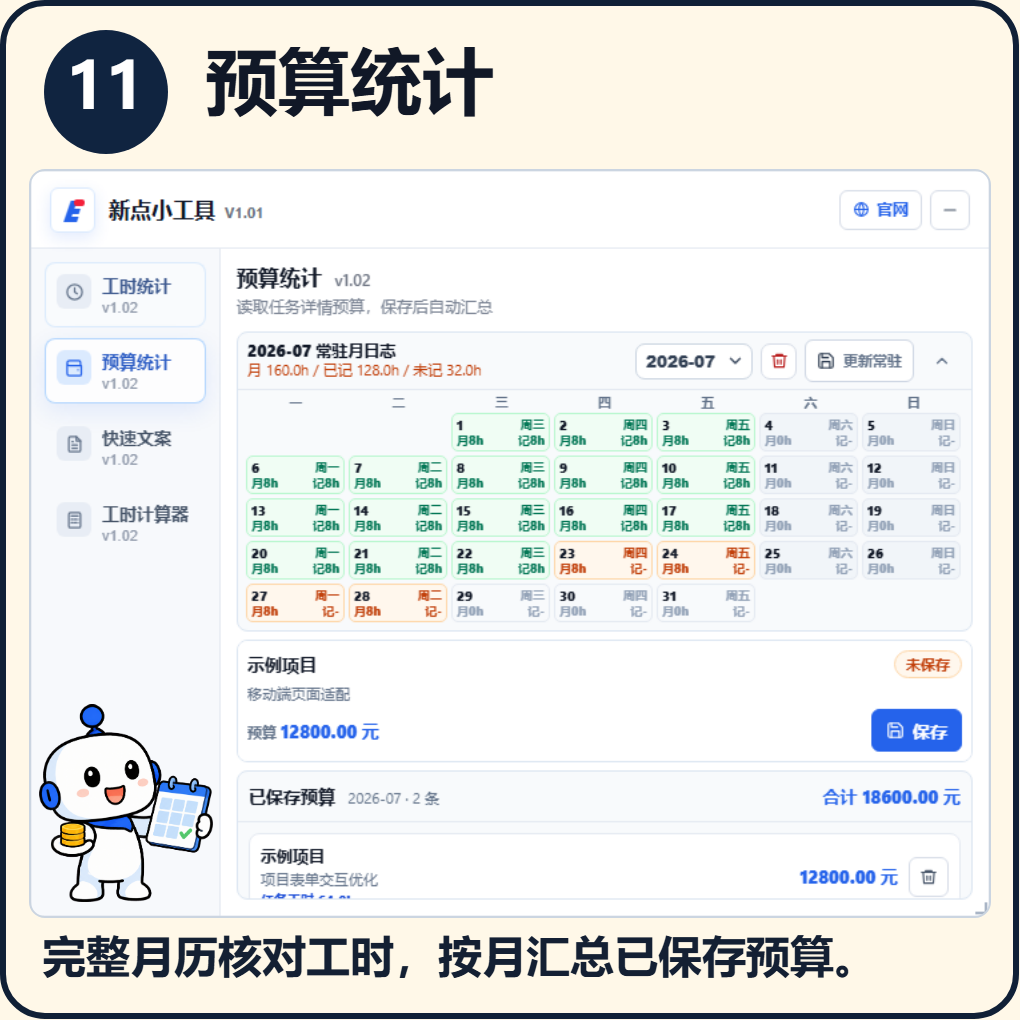 11 预算统计
新点小工具 V1.01
官网
工时统计
v1.02
预算统计
v1.02
快速文案
v1.02
工时计算器
v1.02
预算统计 v1.02
读取任务详情预算，保存后自动汇总
2026-07 常驻月日志
月 160.0h / 已记 128.0h / 未记 32.0h
2026-07
更新常驻
一 二 三 四 五 六 日
1 周三 2 周四 3 周五 4 周六 5 周日
月8h 记8h 月8h 记8h 月8h 记8h 月0h 记- 月0h 记-
6 周一 7 周二 8 周三 9 周四 10 周五 11 周六 12 周日
月8h 记8h 月8h 记8h 月8h 记8h 月8h 记8h 月8h 记8h 月0h 记- 月0h 记-
13 周一 14 周二 15 周三 16 周四 17 周五 18 周六 19 周日
月8h 记8h 月8h 记8h 月8h 记8h 月8h 记8h 月8h 记8h 月0h 记- 月0h 记-
20 周一 21 周二 22 周三 23 周四 24 周五 25 周六 26 周日
月8h 记8h 月8h 记8h 月8h 记8h 月8h 记- 月8h 记- 月0h 记- 月0h 记-
27 周一 28 周二 29 周三 30 周四 31 周五
月8h 记- 月8h 记- 月0h 记- 月0h 记- 月0h 记-
示例项目
未保存
移动端页面适配
预算 12800.00 元
保存
已保存预算 2026-07 · 2 条
合计 18600.00 元
示例项目
项目表单交互优化
12800.00 元
完整月历核对工时，按月汇总已保存预算。